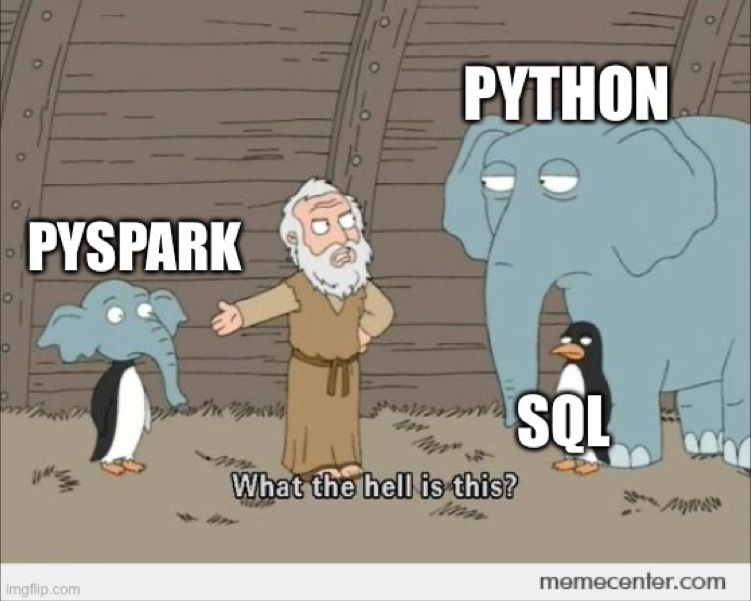 PYTHON
PYSPARK
SQL
What the hell is this?
imgflip.com
memecenter.com